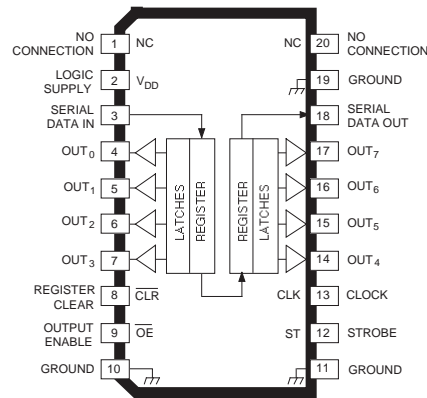 NO CONNECTION 1 NC NC 20 NO CONNECTION
LOGIC SUPPLY 2 VDD 19 GROUND
SERIAL DATA IN 3 18 SERIAL DATA OUT
OUT0 4 17 OUT7
OUT1 5 16 OUT6
OUT2 6 15 OUT5
OUT3 7 14 OUT4
LATCHES REGISTER REGISTER LATCHES
REGISTER CLEAR 8 C̅L̅R̅ CLK 13 CLOCK
OUTPUT ENABLE 9 O̅E̅ ST 12 STROBE
GROUND 10 11 GROUND